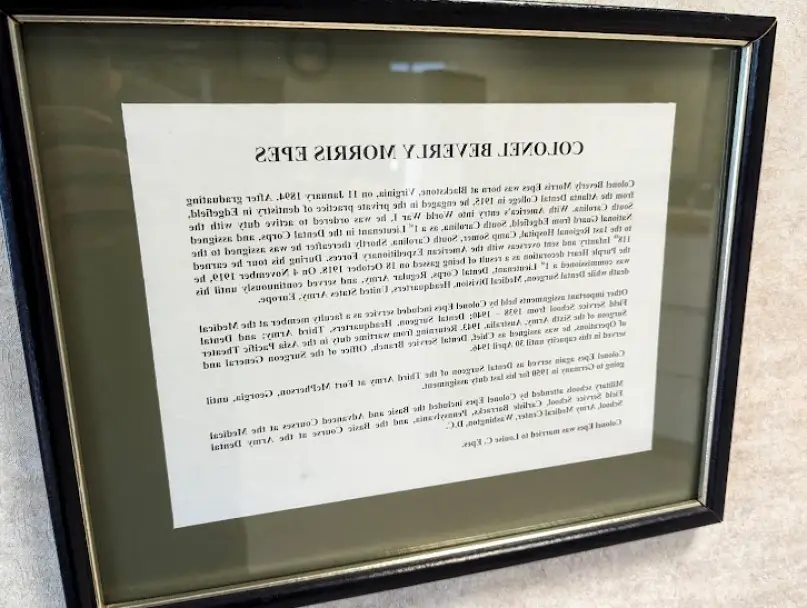 COLONEL BEVERLY MORRIS EPES
Colonel Beverly Morris Epes was born at Blackstone, Virginia, on 11 January 1894. After graduating
from the Atlanta Dental College in 1915, he engaged in the private practice of dentistry in Edgefield,
South Carolina. With America's entry into World War I, he was ordered to active duty with the
National Guard from Edgefield, South Carolina, as a 1st Lieutenant in the Dental Corps, and assigned
to the last Regional Hospital, Camp Somer, South Carolina. Shortly thereafter he was assigned to the
118th Infantry and sent overseas with the American Expeditionary Forces. During his tour he earned
the Purple Heart decoration as a result of being gassed on 18 October 1918. On 4 November 1919, he
was commissioned a 1st Lieutenant, Dental Corps, Regular Army, and served continuously until his
death while Dental Surgeon, Medical Division, Headquarters, United States Army, Europe.
Other important assignments held by Colonel Epes included service as a faculty member at the Medical
Field Service School from 1938 - 1940; Dental Surgeon, Headquarters, Third Army; and Dental
Surgeon of the Sixth Army, Australia, 1943. Returning from wartime duty in the Asia Pacific Theater
of Operations, he was assigned as Chief, Dental Service Branch, Office of the Surgeon General and
served in this capacity until 10 April 1946.
Colonel Epes again served as Dental Surgeon of the Third Army at Fort McPherson, Georgia, until
going to Germany in 1950 for his last duty assignment.
Military schools attended by Colonel Epes included the Basic and Advanced Courses at the Medical
Field Service School, Carlisle Barracks, Pennsylvania, and the Basic Course at the Army Dental
School, Army Medical Center, Washington, D.C.
Colonel Epes was married to Louise C. Epes.